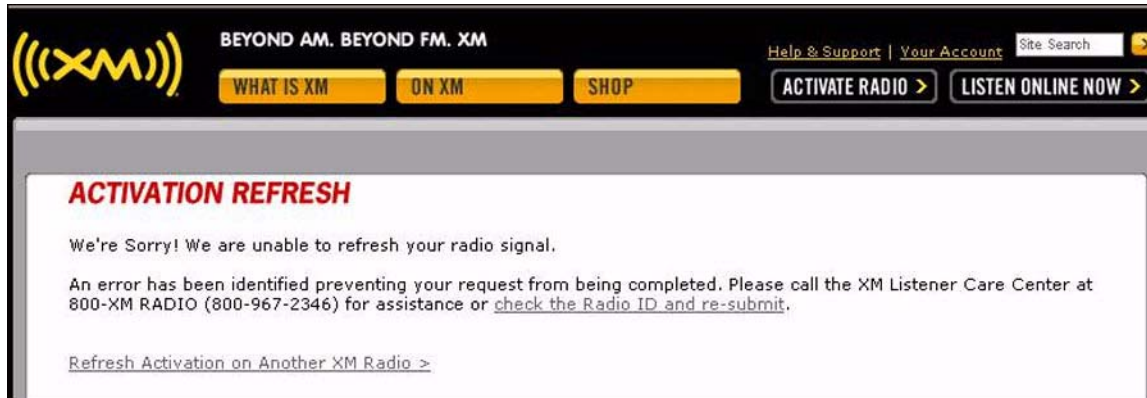 (((XM)))
BEYOND AM. BEYOND FM. XM
Help & Support | Your Account
Site Search
WHAT IS XM
ON XM
SHOP
ACTIVATE RADIO >
LISTEN ONLINE NOW >
ACTIVATION REFRESH
We're Sorry! We are unable to refresh your radio signal.
An error has been identified preventing your request from being completed. Please call the XM Listener Care Center at
800-XM RADIO (800-967-2346) for assistance or check the Radio ID and re-submit.
Refresh Activation on Another XM Radio >